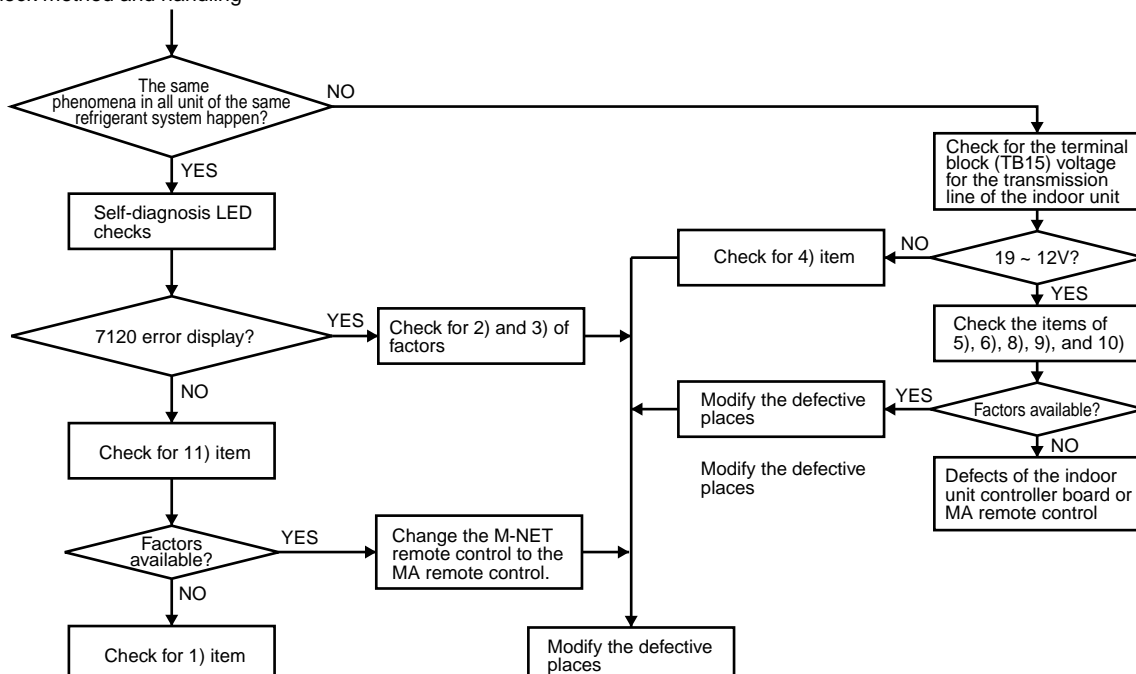 method and handling
The same
phenomena in all unit of the same
refrigerant system happen?
NO
YES
Self-diagnosis LED
checks
7120 error display?
YES
Check for 2) and 3) of
factors
NO
Check for 11) item
Factors
available?
YES
Change the M-NET
remote control to the
MA remote control.
NO
Check for 1) item
Check for the terminal
block (TB15) voltage
for the transmission
line of the indoor unit
19 ~ 12V?
NO
Check for 4) item
YES
Check the items of
5), 6), 8), 9), and 10)
Factors available?
YES
Modify the defective
places
Modify the defective
places
NO
Defects of the indoor
unit controller board or
MA remote control
Modify the defective
places